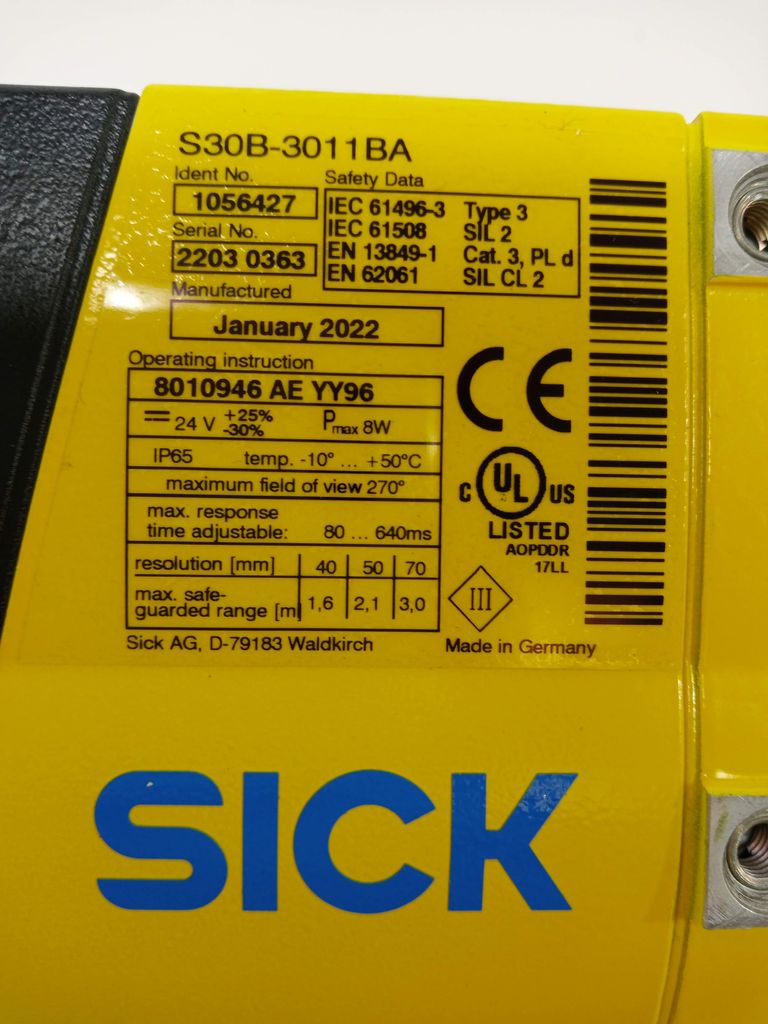 S30B-3011BA
Ident No.
1056427
Serial No.
2203 0363
Safety Data
IEC 61496-3 Type 3
IEC 61508 SIL 2
EN 13849-1 Cat. 3, PL d
EN 62061 SIL CL 2
Manufactured
January 2022
Operating instruction
8010946 AE YY96
24 V +25% -30% Pmax 8W
IP65 temp. -10° ... +50°C
maximum field of view 270°
max. response
time adjustable: 80 ... 640ms
resolution [mm] 40 50 70
max. safe-
guarded range [m] 1,6 2,1 3,0
Sick AG, D-79183 Waldkirch
CE
C UL US
LISTED
AOPDDR
17LL
III
Made in Germany
SICK